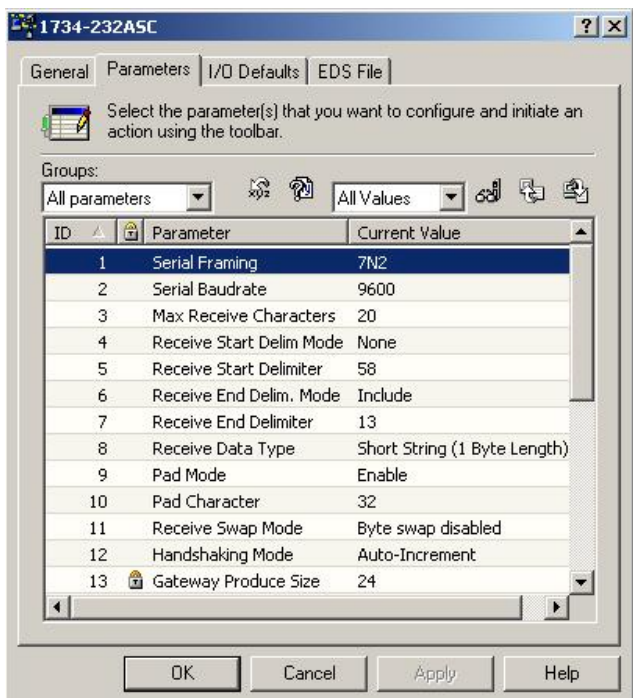 1734-232ASC
General Parameters I/O Defaults EDS File
Select the parameter(s) that you want to configure and initiate an
action using the toolbar.
Groups:
All parameters xyz All Values
ID Parameter Current Value
1 Serial Framing 7N2
2 Serial Baudrate 9600
3 Max Receive Characters 20
4 Receive Start Delim Mode None
5 Receive Start Delimiter 58
6 Receive End Delim. Mode Include
7 Receive End Delimiter 13
8 Receive Data Type Short String (1 Byte Length)
9 Pad Mode Enable
10 Pad Character 32
11 Receive Swap Mode Byte swap disabled
12 Handshaking Mode Auto-Increment
13 Gateway Produce Size 24
OK Cancel Apply Help